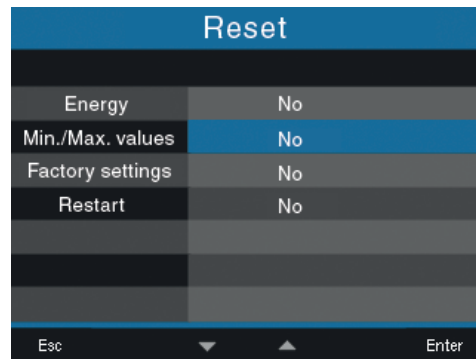 Reset
Energy No
Min./Max. values No
Factory settings No
Restart No
Esc Enter